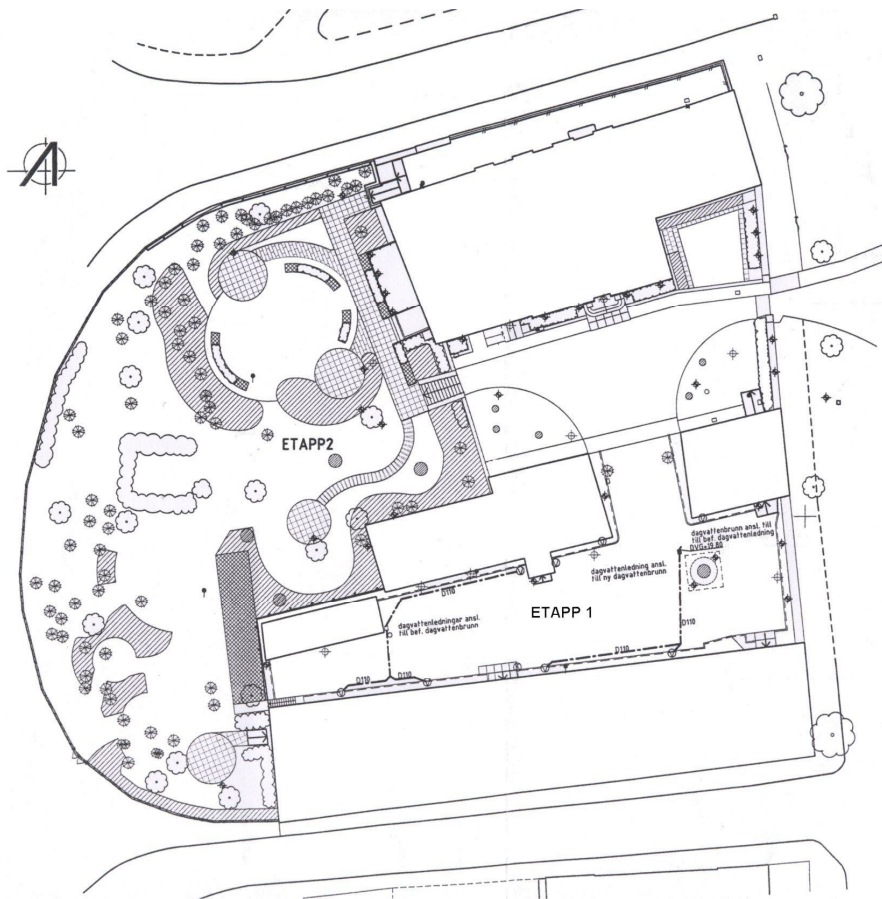 ETAPP2
dagvattenbrunn ansl. till
till bef. dagvattenledning
DVG+19.80
dagvattenledning ansl.
till ny dagvattenbrunn
D110
ETAPP 1
dagvattenledningar ansl.
till bef. dagvattenbrunn
D110
D110
D110
D110